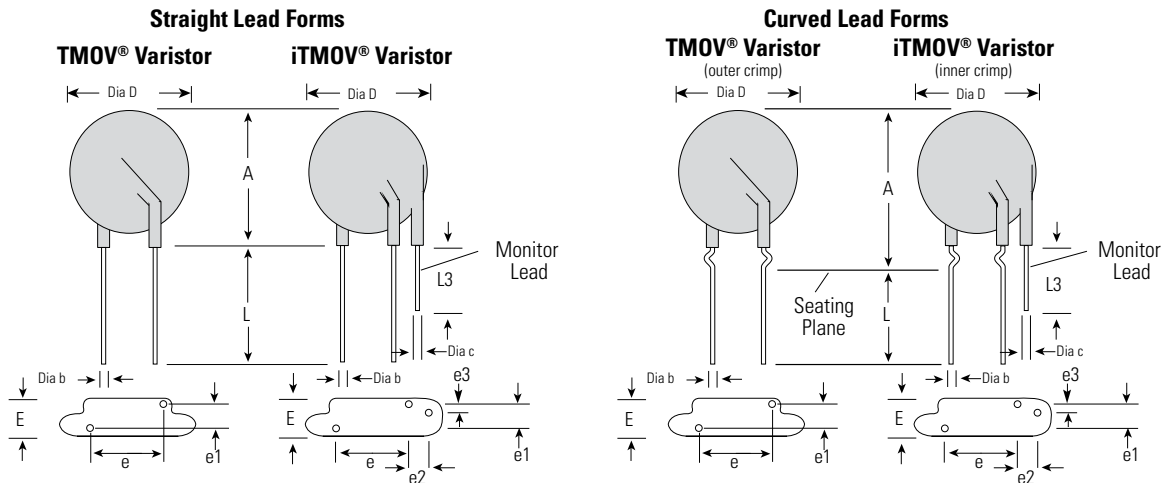 Straight Lead Forms
TMOV® Varistor
iTMOV® Varistor
Dia D
Dia D
A
L
L3
Monitor
Lead
Dia b
Dia b
Dia c
E
e
e1
E
e
e2
e3
e1
Curved Lead Forms
TMOV® Varistor
(outer crimp)
iTMOV® Varistor
(inner crimp)
Dia D
Dia D
A
Seating
Plane
L
L3
Monitor
Lead
Dia b
Dia b
Dia c
E
e
e1
E
e
e2
e3
e1